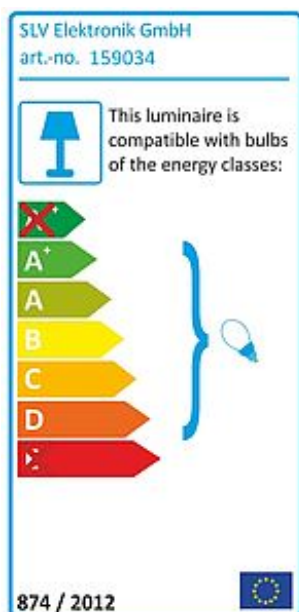 SLV Elektronik GmbH
art.-no. 159034
This luminaire is
compatible with bulbs
of the energy classes:
A+
A
B
C
D
874 / 2012